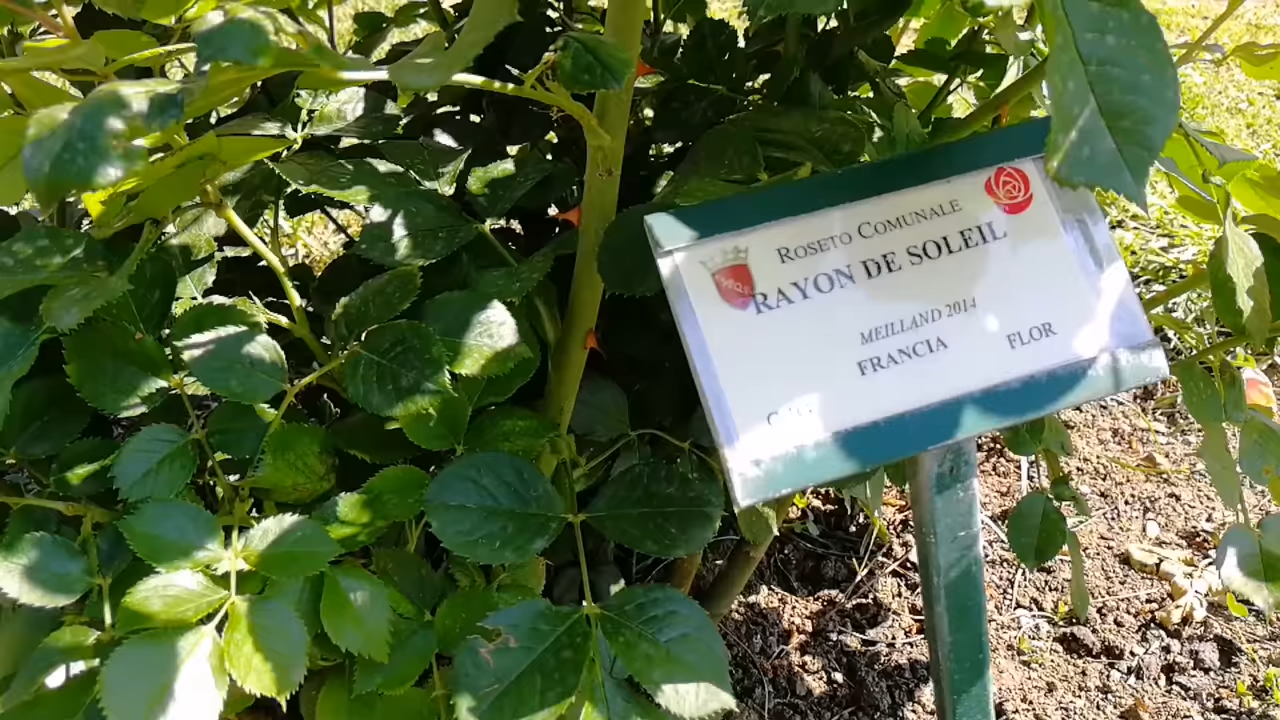 ROSETO COMUNALE
RAYON DE SOLEIL
MEILLAND 2014
FRANCIA FLOR